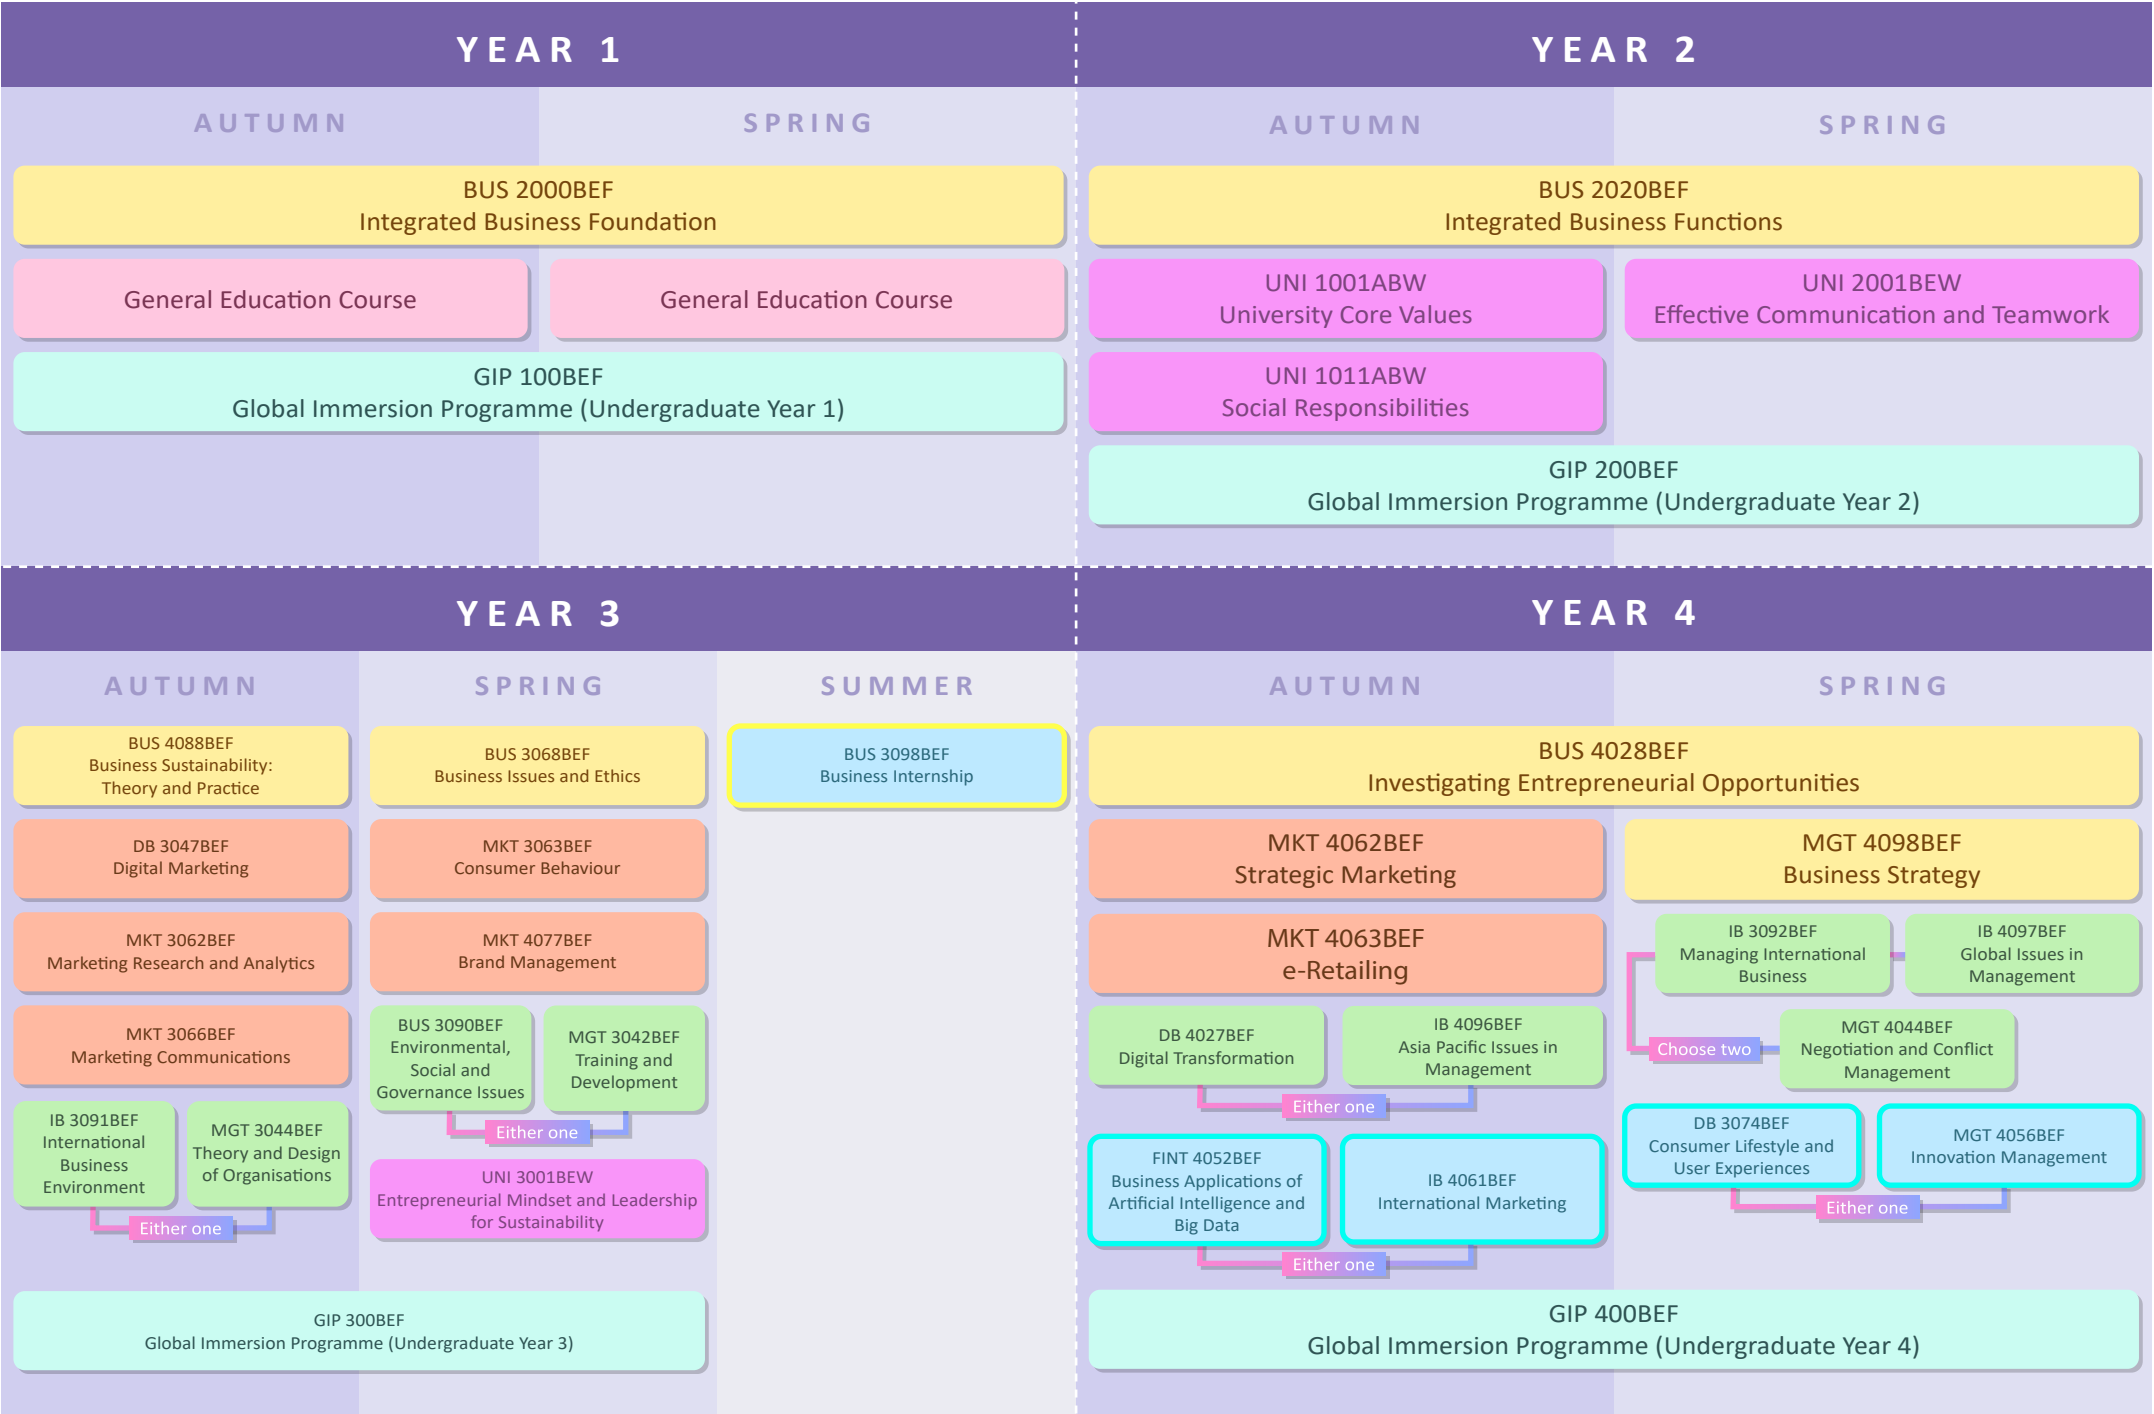 YEAR 1
AUTUMN
SPRING
BUS 2000BEF
Integrated Business Foundation
General Education Course
General Education Course
GIP 100BEF
Global Immersion Programme (Undergraduate Year 1)
YEAR 2
AUTUMN
SPRING
BUS 2020BEF
Integrated Business Functions
UNI 1001ABW
University Core Values
UNI 2001BEW
Effective Communication and Teamwork
UNI 1011ABW
Social Responsibilities
GIP 200BEF
Global Immersion Programme (Undergraduate Year 2)
YEAR 3
AUTUMN
BUS 4088BEF
Business Sustainability:
Theory and Practice
DB 3047BEF
Digital Marketing
MKT 3062BEF
Marketing Research and Analytics
MKT 3066BEF
Marketing Communications
IB 3091BEF
International
Business
Environment
MGT 3044BEF
Theory and Design
of Organisations
Either one
SPRING
BUS 3068BEF
Business Issues and Ethics
MKT 3063BEF
Consumer Behaviour
MKT 4077BEF
Brand Management
BUS 3090BEF
Environmental,
Social and
Governance Issues
MGT 3042BEF
Training and
Development
Either one
UNI 3001BEW
Entrepreneurial Mindset and Leadership
for Sustainability
SUMMER
BUS 3098BEF
Business Internship
GIP 300BEF
Global Immersion Programme (Undergraduate Year 3)
YEAR 4
AUTUMN
SPRING
BUS 4028BEF
Investigating Entrepreneurial Opportunities
MKT 4062BEF
Strategic Marketing
MKT 4063BEF
e-Retailing
DB 4027BEF
Digital Transformation
IB 4096BEF
Asia Pacific Issues in
Management
Either one
FINT 4052BEF
Business Applications of
Artificial Intelligence and
Big Data
IB 4061BEF
International Marketing
Either one
MGT 4098BEF
Business Strategy
IB 3092BEF
Managing International
Business
IB 4097BEF
Global Issues in
Management
Choose two
MGT 4044BEF
Negotiation and Conflict
Management
DB 3074BEF
Consumer Lifestyle and
User Experiences
MGT 4056BEF
Innovation Management
Either one
GIP 400BEF
Global Immersion Programme (Undergraduate Year 4)